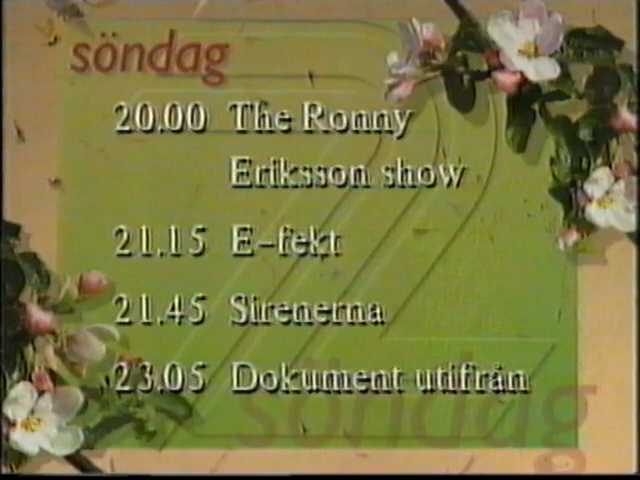 söndag
20.00 The Ronny
Eriksson show
21.15 E-fekt
21.45 Sirenerna
23.05 Dokument utifrån
söndag